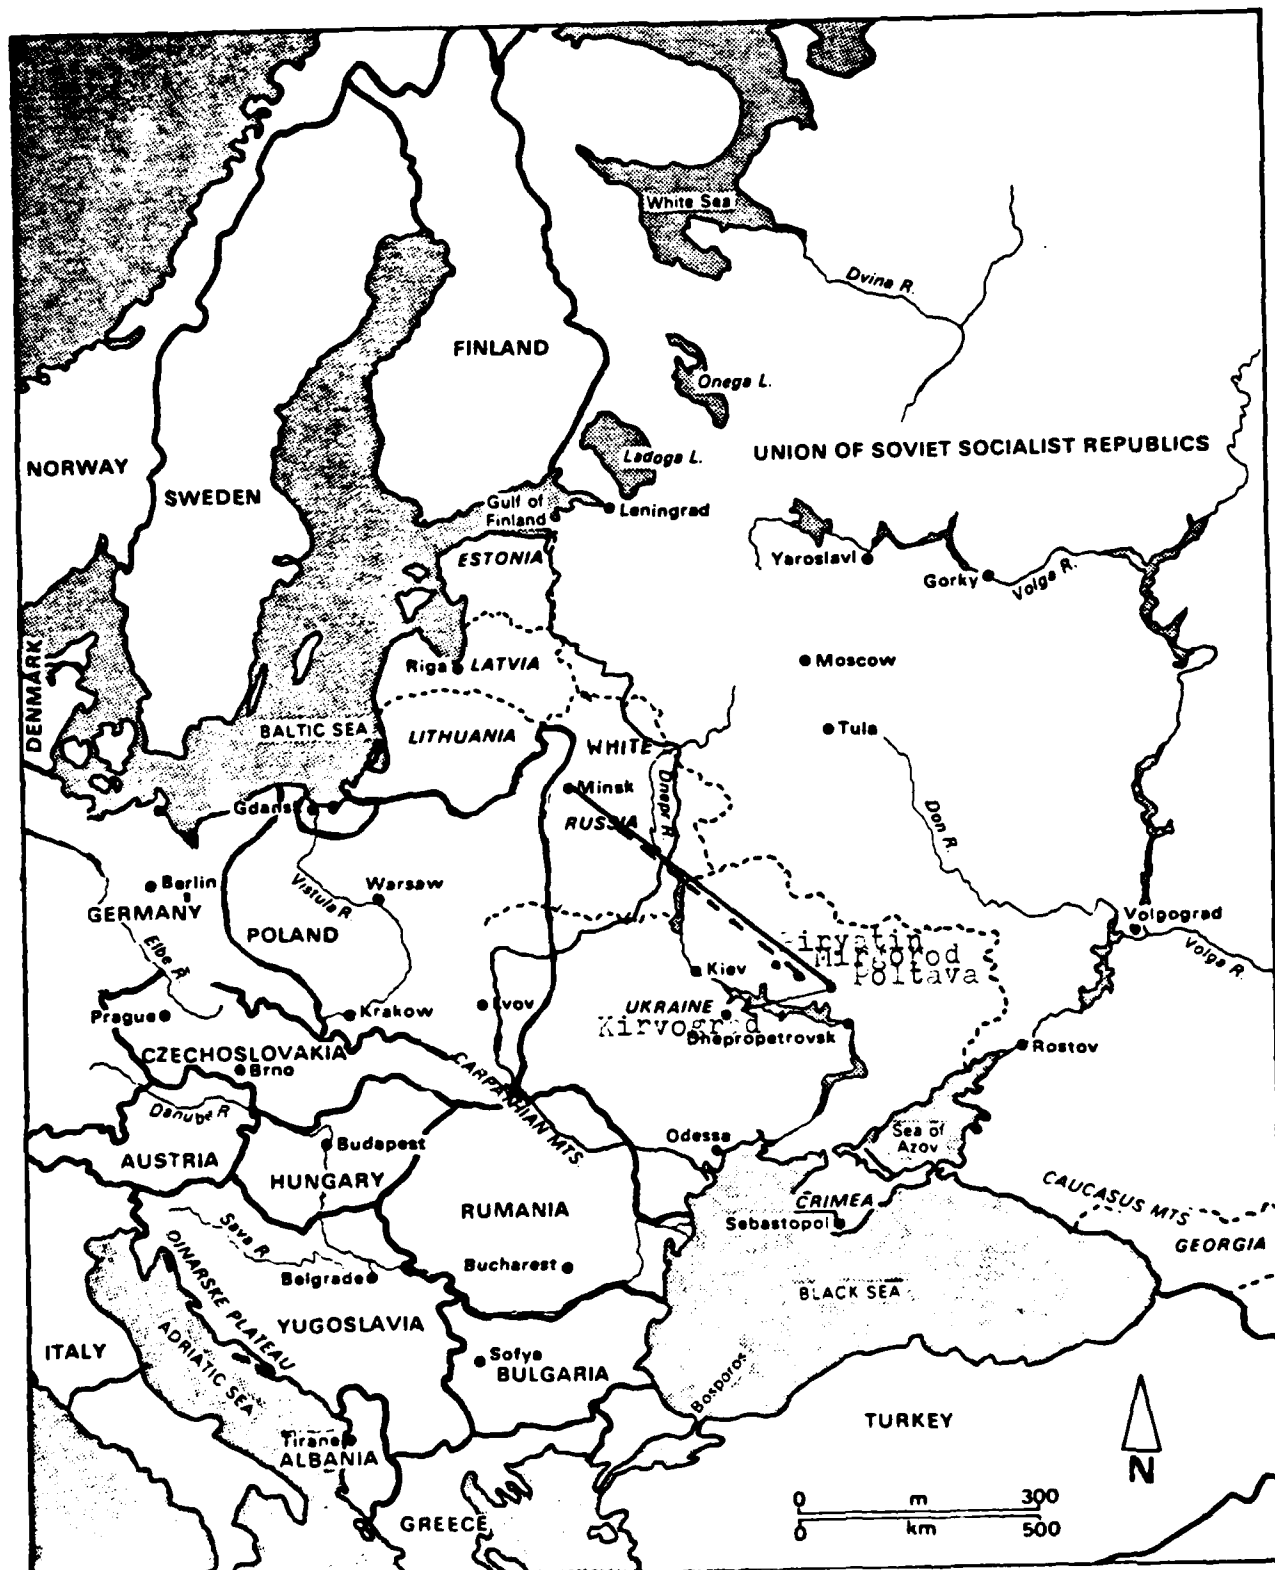 White Sea
Dvina R.
FINLAND
Onega L.
UNION OF SOVIET SOCIALIST REPUBLICS
Ladoga L.
NORWAY
SWEDEN
Gulf of
Finland
Leningrad
ESTONIA
Yaroslavl
Gorky
Volga R.
Riga
LATVIA
Moscow
DENMARK
BALTIC SEA
LITHUANIA
WHITE
Tula
Minsk
Dnepr R.
Gdansk
RUSSIA
Don R.
Berlin
Warsaw
Vistula R.
GERMANY
POLAND
Volgograd
Elbe R.
Volga R.
Mirgorod
Poltava
Kiev
Prague
Krakow
Lvov
UKRAINE
Kirvograd
Dnepropetrovsk
Rostov
CZECHOSLOVAKIA
Brno
CARPATHIAN MTS.
Danube R.
Budapest
Odessa
Sea of
Azov
AUSTRIA
HUNGARY
CRIMEA
CAUCASUS MTS
RUMANIA
Sebastopol
GEORGIA
Sava R.
DINARSKE PLATEAU
Belgrade
Bucharest
BLACK SEA
YUGOSLAVIA
ITALY
ADRIATIC SEA
Sofya
BULGARIA
Bosporos
TURKEY
Tirane
ALBANIA
N
GREECE
0 m 300
0 km 500